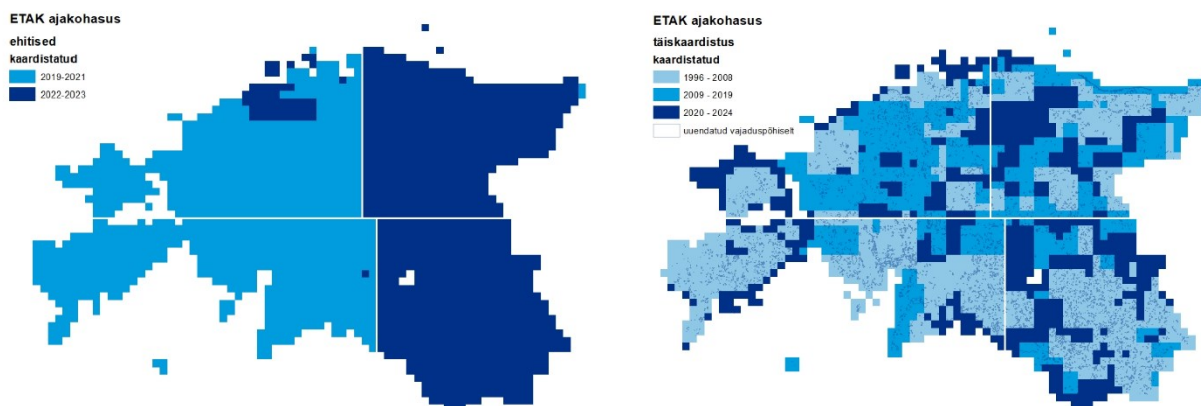 ETAK ajakohasus
ehitised
kaardistatud
2019-2021
2022-2023
ETAK ajakohasus
täiskaardistus
kaardistatud
1996 - 2008
2009 - 2019
2020 - 2024
uuendatud vajaduspõhiselt